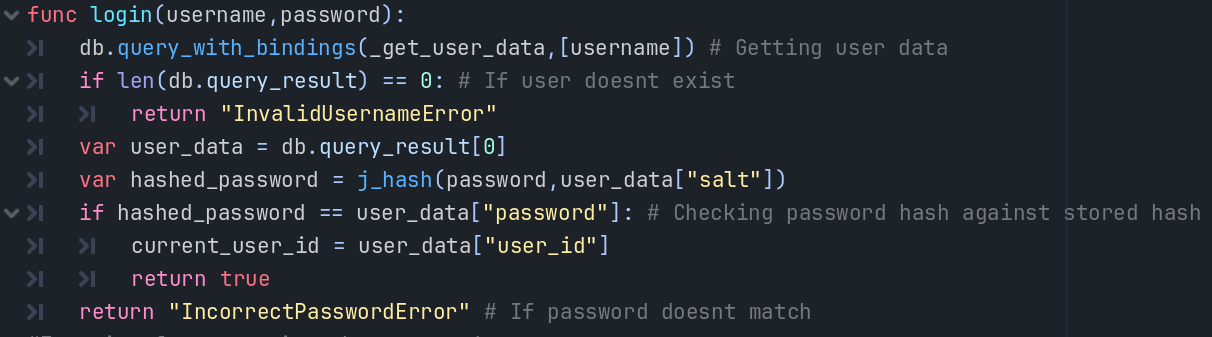 func login(username,password):
db.query_with_bindings(_get_user_data,[username]) # Getting user data
if len(db.query_result) == 0: # If user doesnt exist
return "InvalidUsernameError"
var user_data = db.query_result[0]
var hashed_password = j_hash(password,user_data["salt"])
if hashed_password == user_data["password"]: # Checking password hash against stored hash
current_user_id = user_data["user_id"]
return true
return "IncorrectPasswordError" # If password doesnt match